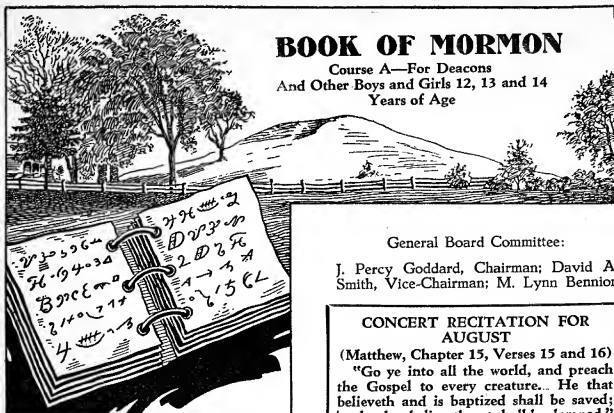 BOOK OF MORMON
Course A—For Deacons
And Other Boys and Girls 12, 13 and 14
Years of Age
General Board Committee:
J. Percy Goddard, Chairman; David A
Smith, Vice-Chairman; M. Lynn Bennion
CONCERT RECITATION FOR
AUGUST
(Matthew, Chapter 15, Verses 15 and 16)
"Go ye into all the world, and preach
the Gospel to every creature... He that
believeth and is baptized shall be saved;